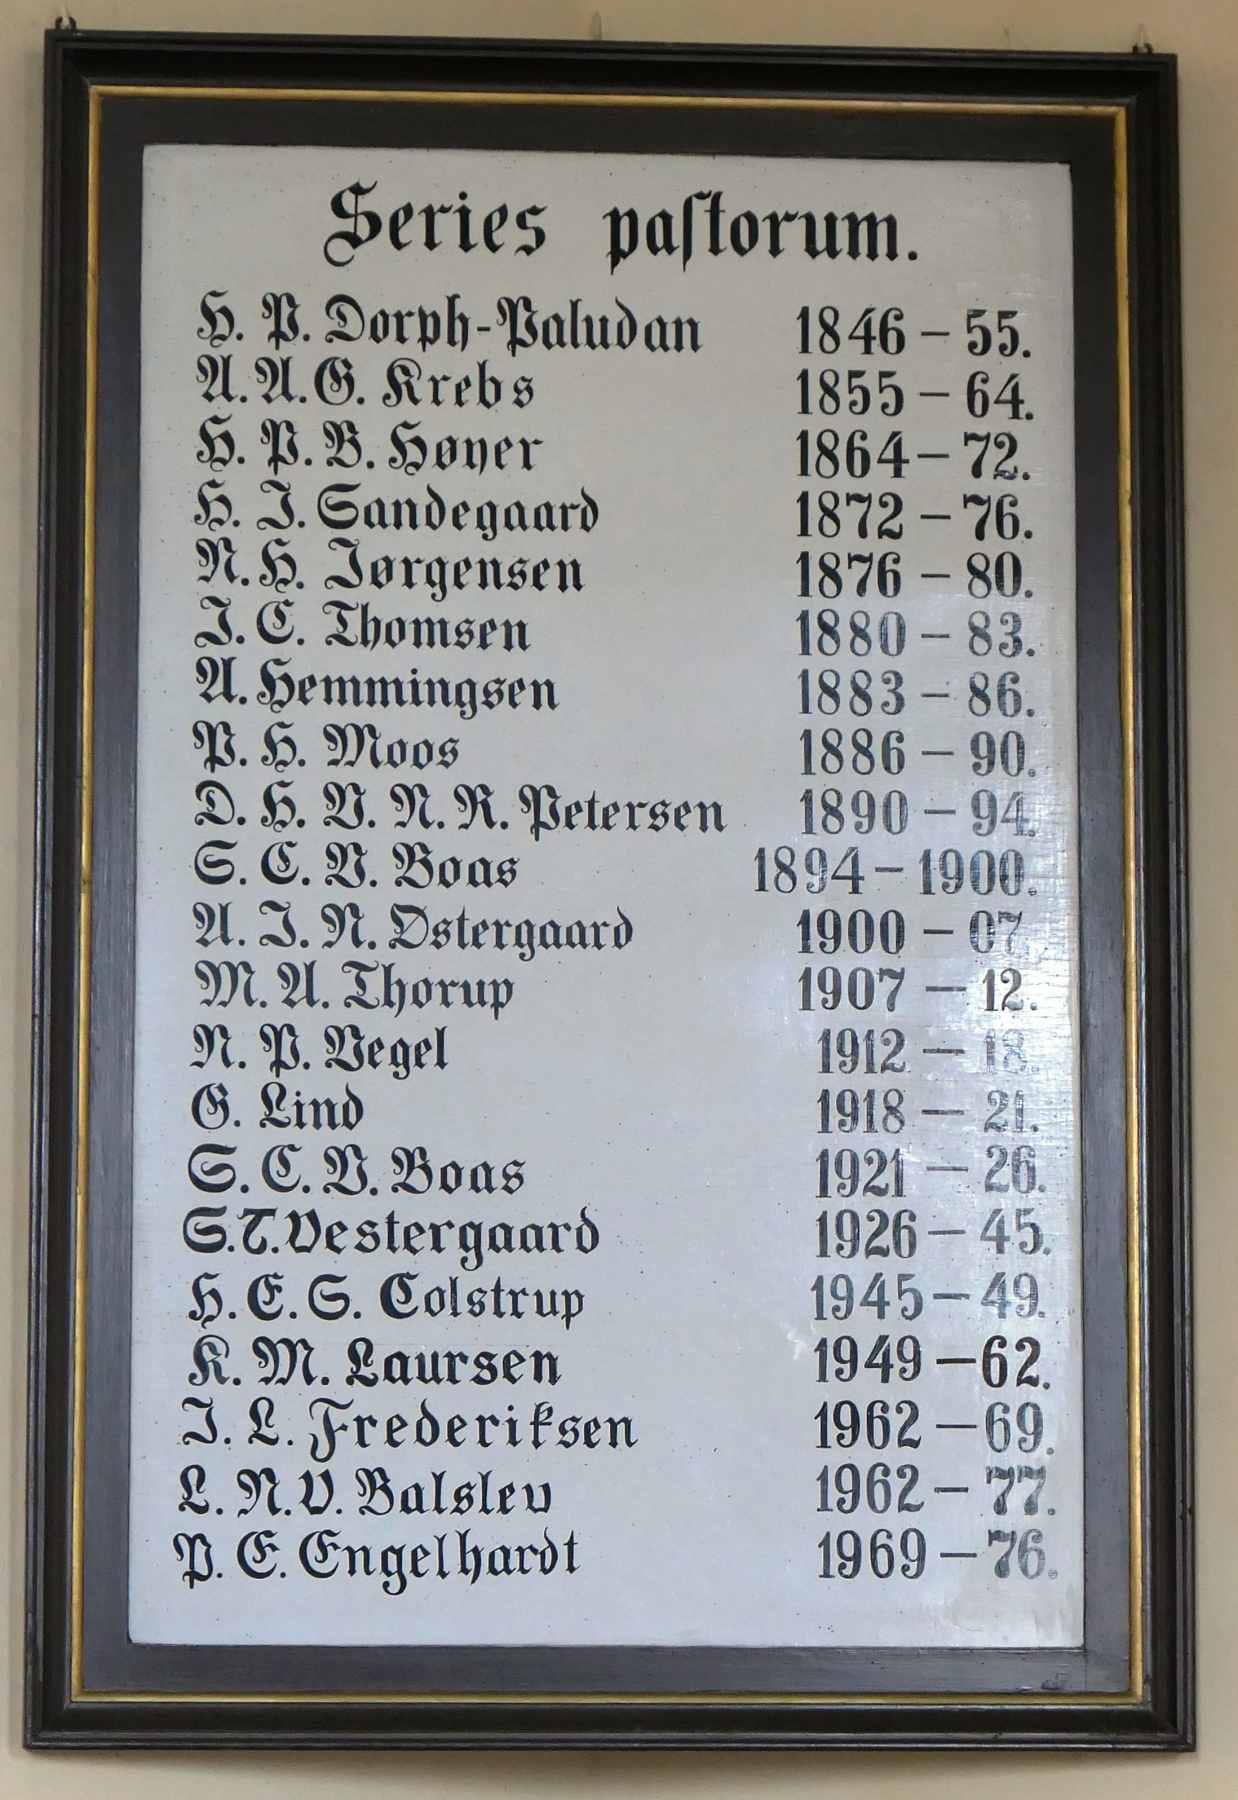 Series paſtorum.
H. P. Dorph-Paludan 1846 – 55.
A. A. G. Krebs 1855 – 64.
H. P. B. Høyer 1864 – 72.
H. J. Sandegaard 1872 – 76.
N. H. Jørgensen 1876 – 80.
J. C. Thomsen 1880 – 83.
A. Hemmingsen 1883 – 86.
P. H. Moos 1886 – 90.
D. H. V. N. R. Petersen 1890 – 94.
S. C. V. Boas 1894 – 1900.
A. J. N. Østergaard 1900 – 07.
M. A. Thorup 1907 – 12.
N. P. Vegel 1912 – 18.
G. Lind 1918 – 21.
S. C. V. Boas 1921 – 26.
S. T. Vestergaard 1926 – 45.
H. E. S. Colstrup 1945 – 49.
K. M. Laursen 1949 – 62.
J. L. Frederiksen 1962 – 69.
L. N. V. Balslev 1962 – 77.
P. E. Engelhardt 1969 – 76.